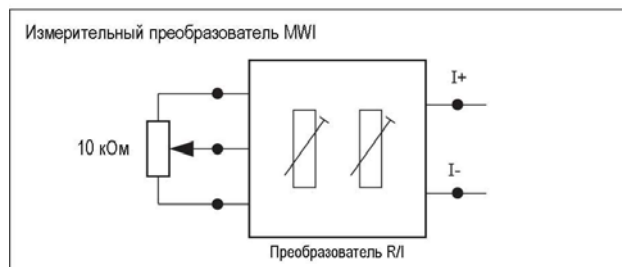 Измерительный преобразователь MWI
I+
10 кОм
I-
Преобразователь R/I